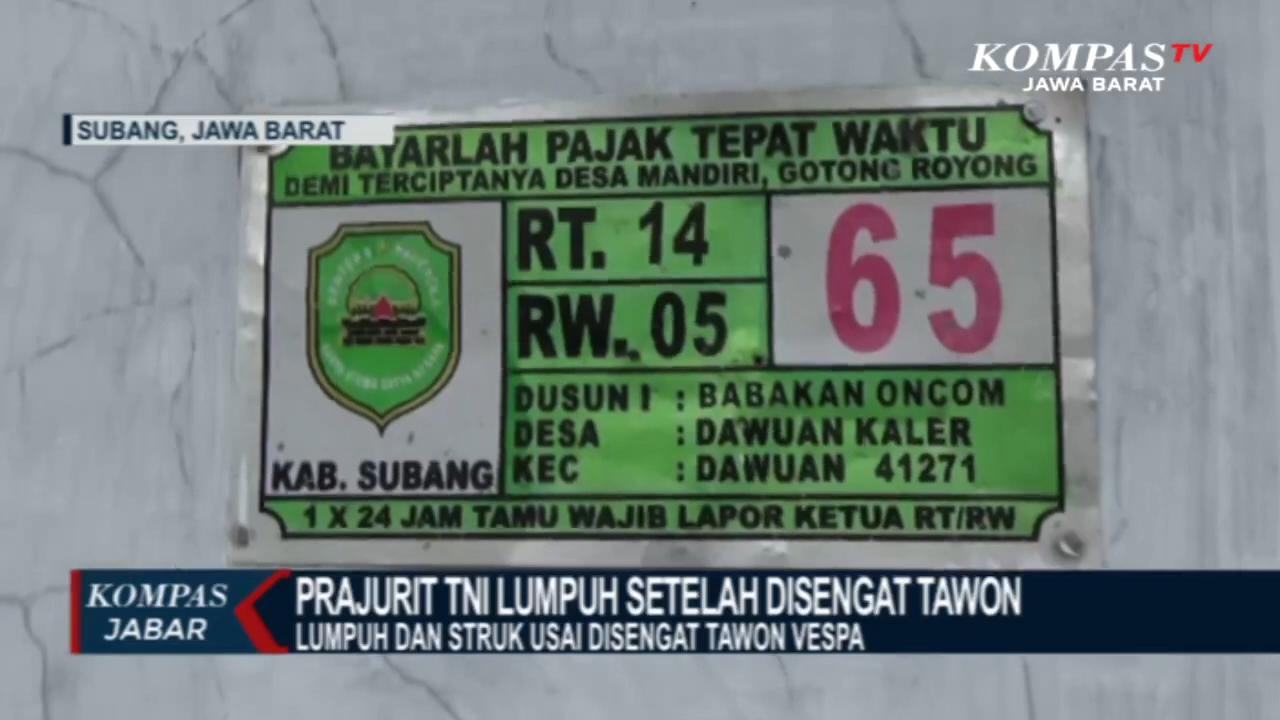 KOMPAS TV
JAWA BARAT
SUBANG, JAWA BARAT
BAYARLAH PAJAK TEPAT WAKTU
DEMI TERCIPTANYA DESA MANDIRI, GOTONG ROYONG
RT. 14
RW. 05
65
KAB. SUBANG
DUSUN I : BABAKAN ONCOM
DESA : DAWUAN KALER
KEC : DAWUAN 41271
1 X 24 JAM TAMU WAJIB LAPOR KETUA RT/RW
KOMPAS JABAR
PRAJURIT TNI LUMPUH SETELAH DISENGAT TAWON
LUMPUH DAN STRUK USAI DISENGAT TAWON VESPA